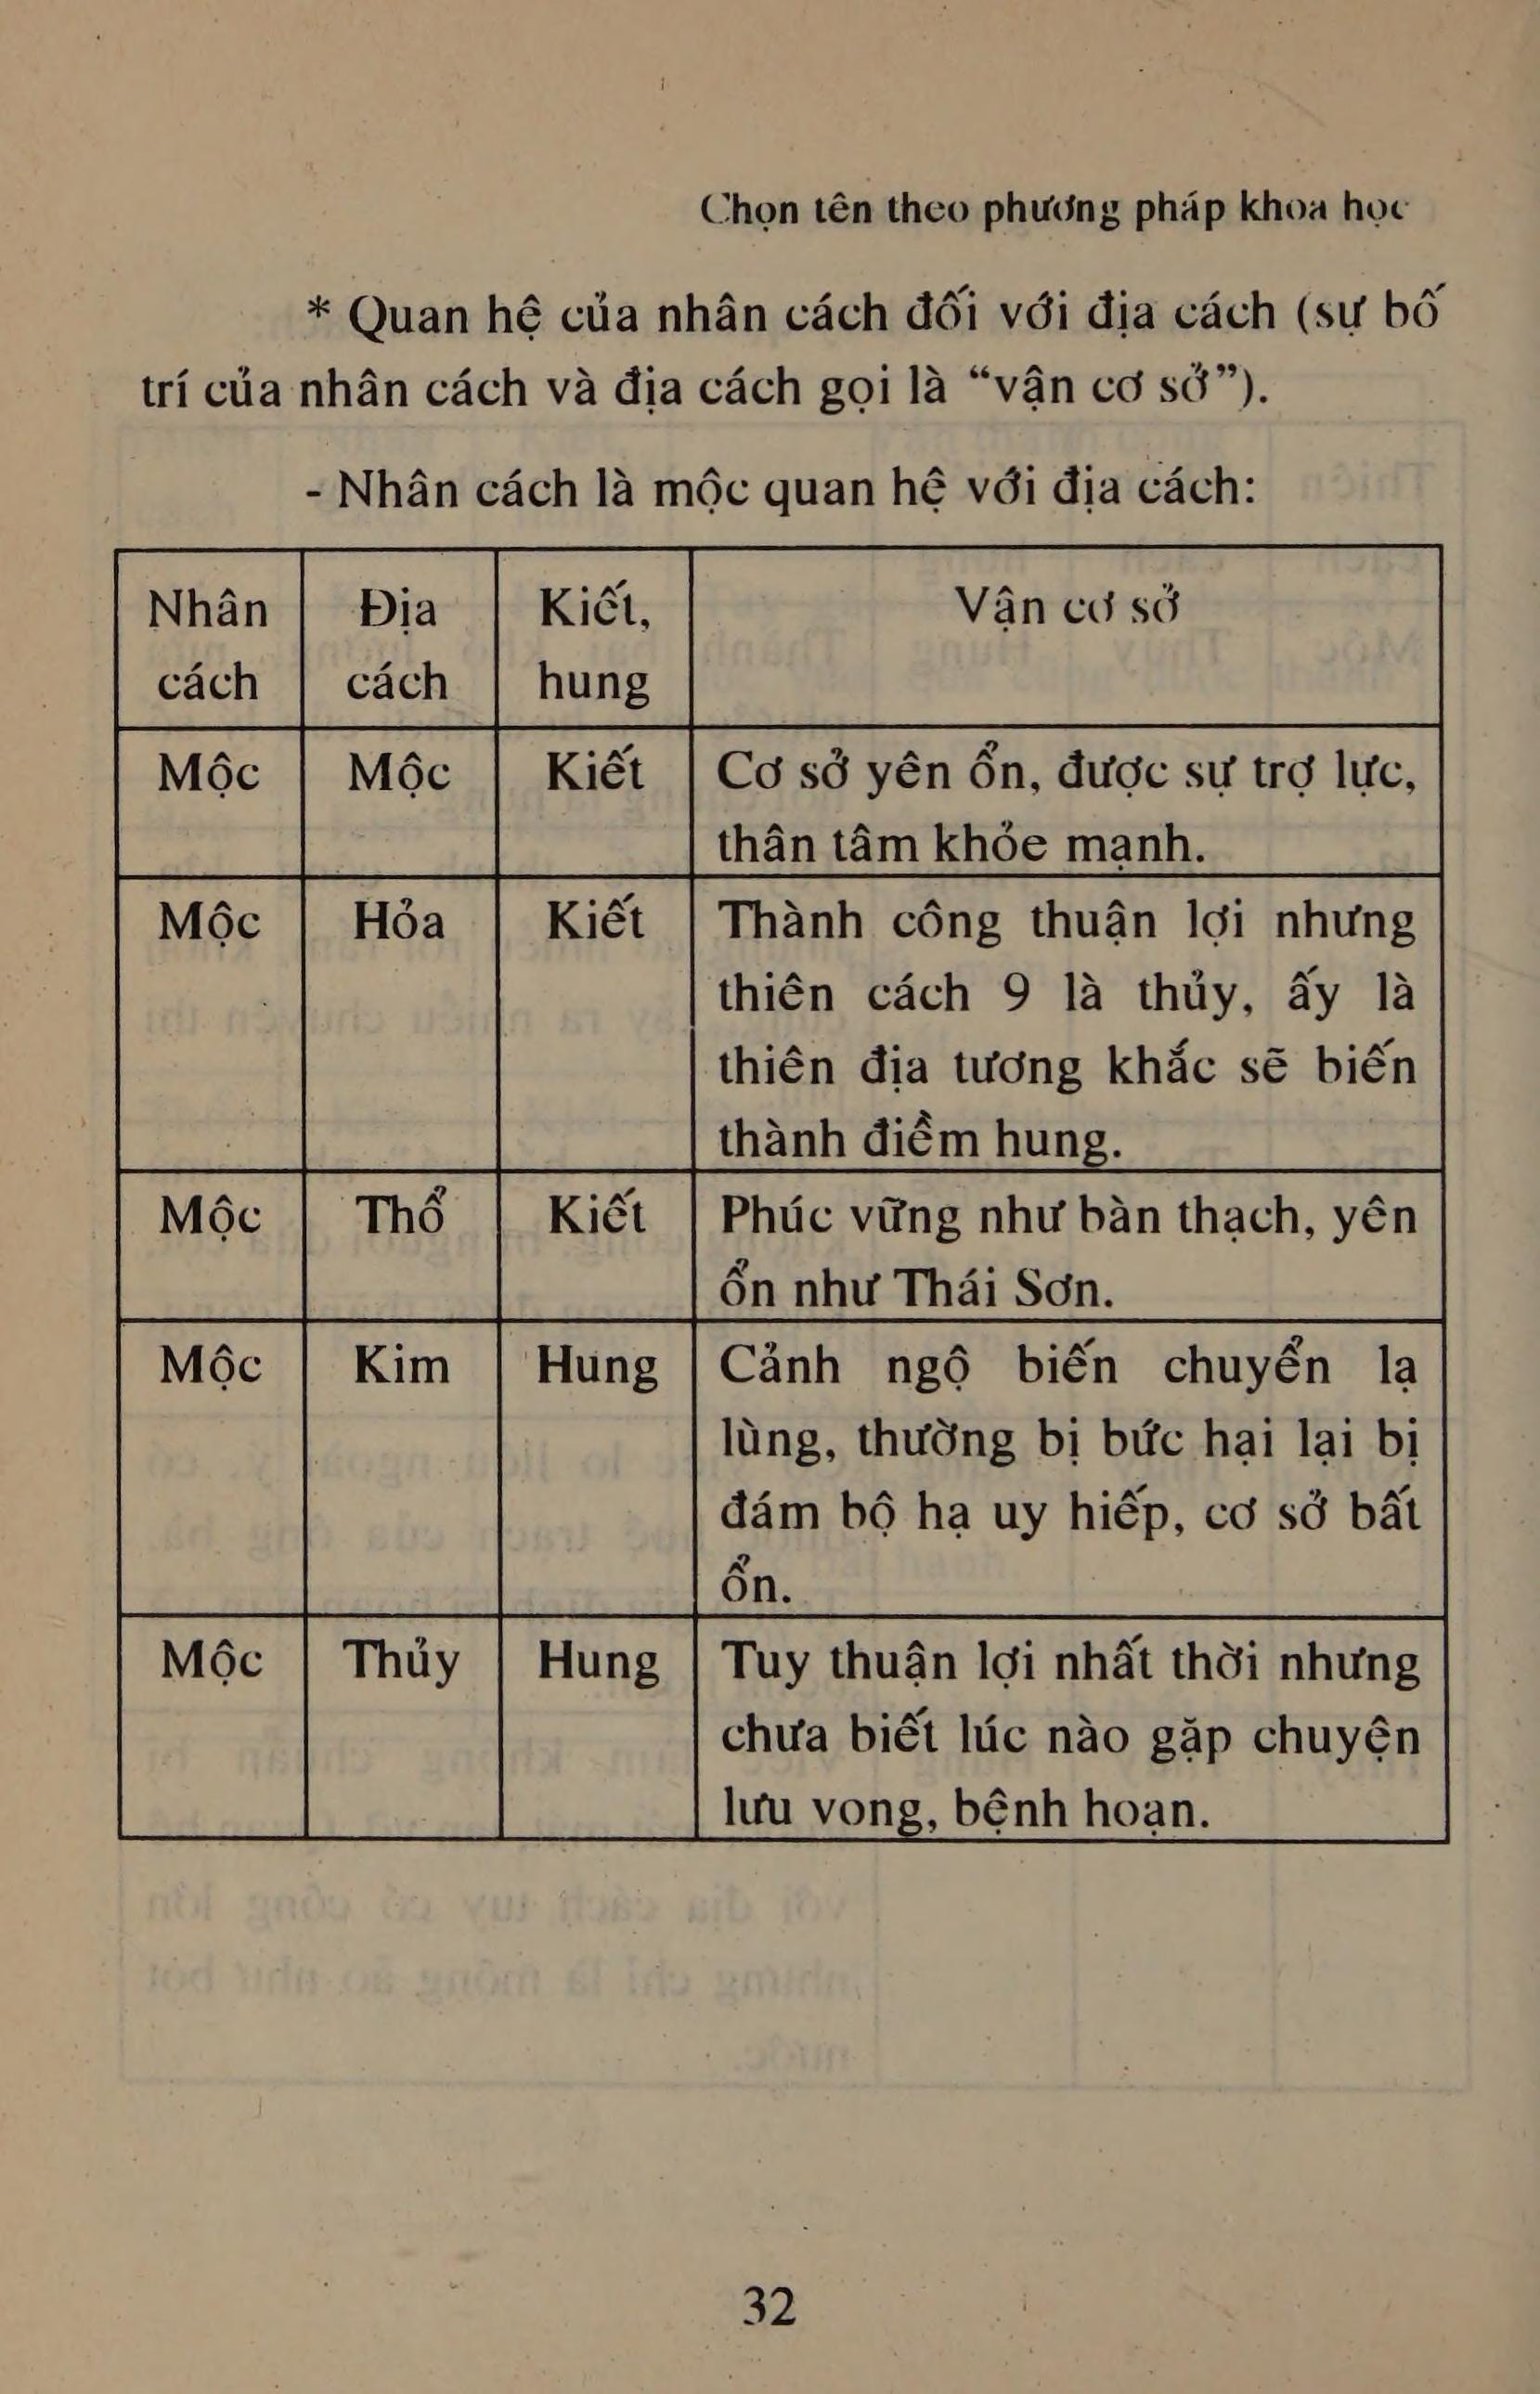 Chọn tên theo phương pháp khoa học
* Quan hệ của nhân cách đối với địa cách (sự bố
trí của nhân cách và địa cách gọi là “vận cơ sở”).
- Nhân cách là mộc quan hệ với địa cách:
Nhân cách | Địa cách | Kiết, hung | Vận cơ sở
Mộc | Mộc | Kiết | Cơ sở yên ổn, được sự trợ lực,
thân tâm khỏe mạnh.
Mộc | Hỏa | Kiết | Thành công thuận lợi nhưng
thiên cách 9 là thủy, ấy là
thiên địa tương khắc sẽ biến
thành điềm hung.
Mộc | Thổ | Kiết | Phúc vững như bàn thạch, yên
ổn như Thái Sơn.
Mộc | Kim | Hung | Cảnh ngộ biến chuyển lạ
lùng, thường bị bức hại lại bị
đám bộ hạ uy hiếp, cơ sở bất
ổn.
Mộc | Thủy | Hung | Tuy thuận lợi nhất thời nhưng
chưa biết lúc nào gặp chuyện
lưu vong, bệnh hoạn.
32